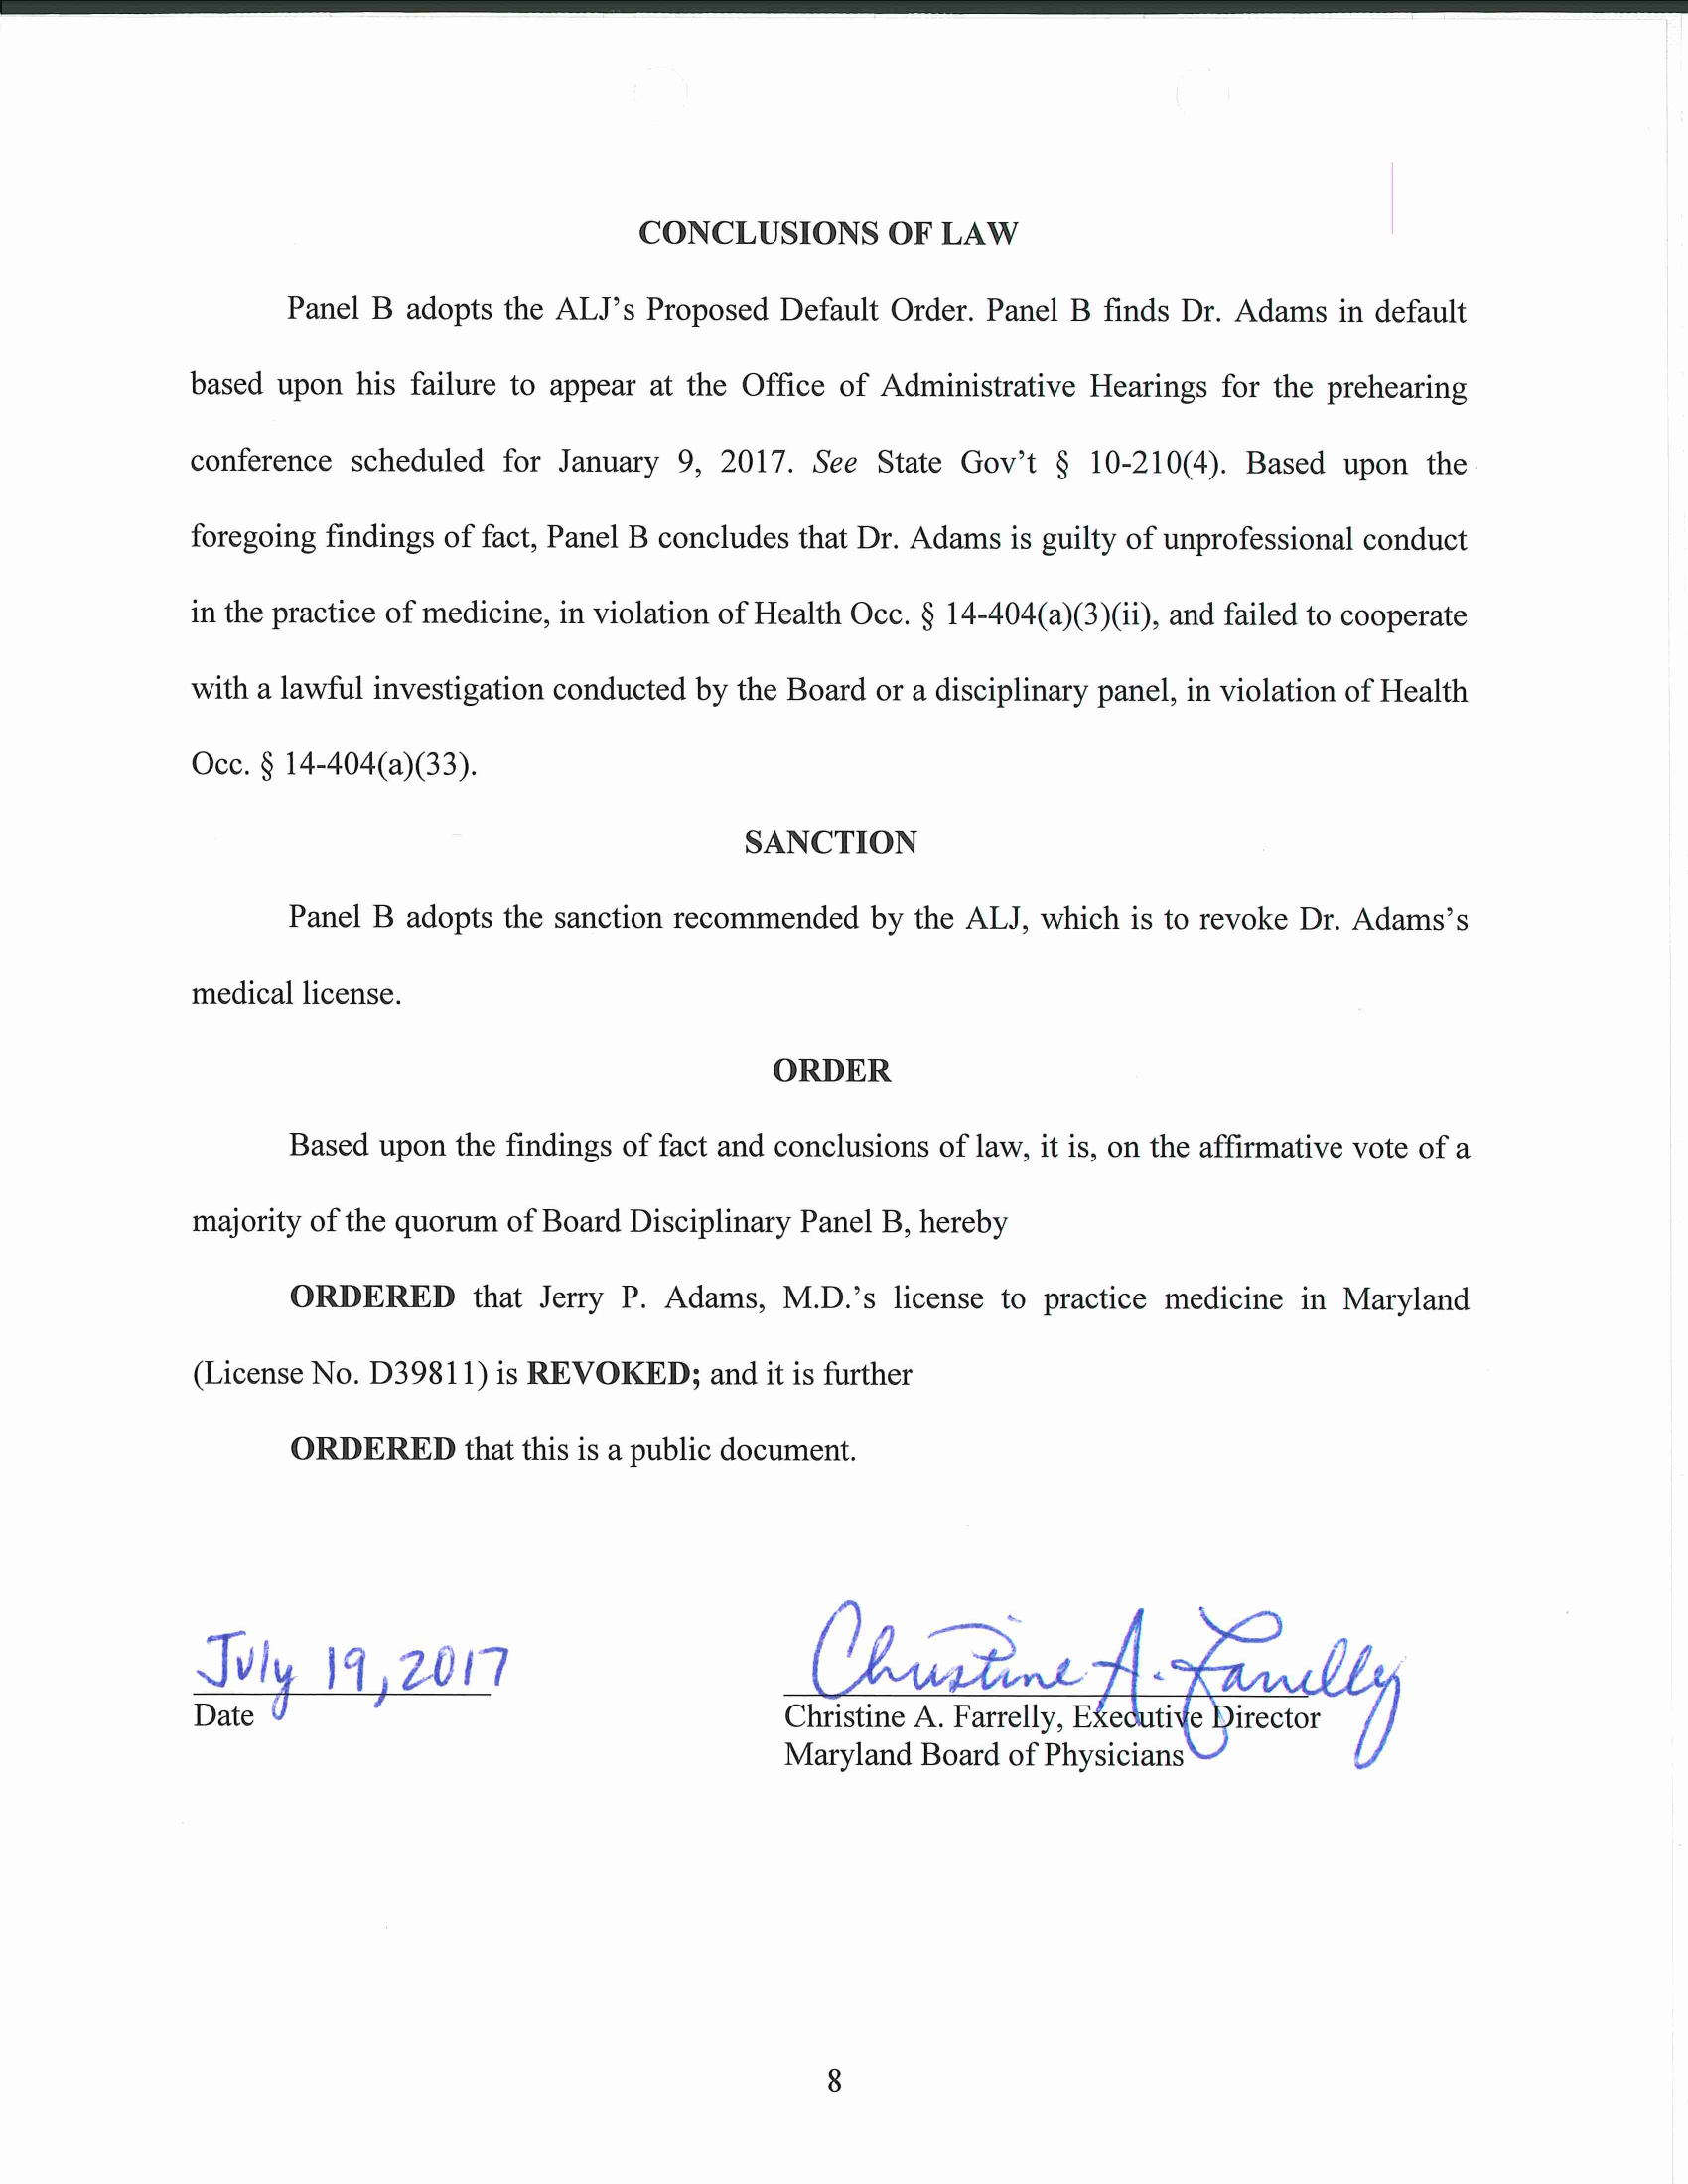 CONCLUSIONS OF LAW
Panel B adopts the ALJ's Proposed Default Order. Panel B finds Dr. Adams in default
based upon his failure to appear at the Office of Administrative Hearings for the prehearing
conference scheduled for January 9, 2017. See State Gov't § 10-210(4). Based upon the
foregoing findings of fact, Panel B concludes that Dr. Adams is guilty of unprofessional conduct
in the practice of medicine, in violation of Health Occ. § 14-404(a)(3)(ii), and failed to cooperate
with a lawful investigation conducted by the Board or a disciplinary panel, in violation of Health
Occ. § 14-404(a)(33).
SANCTION
Panel B adopts the sanction recommended by the ALJ, which is to revoke Dr. Adams's
medical license.
ORDER
Based upon the findings of fact and conclusions of law, it is, on the affirmative vote of a
majority of the quorum of Board Disciplinary Panel B, hereby
ORDERED that Jerry P. Adams, M.D.'s license to practice medicine in Maryland
(License No. D39811) is REVOKED; and it is further
ORDERED that this is a public document.
July 19, 2017
Date
Christine A. Farrelly
Christine A. Farrelly, Executive Director
Maryland Board of Physicians
8